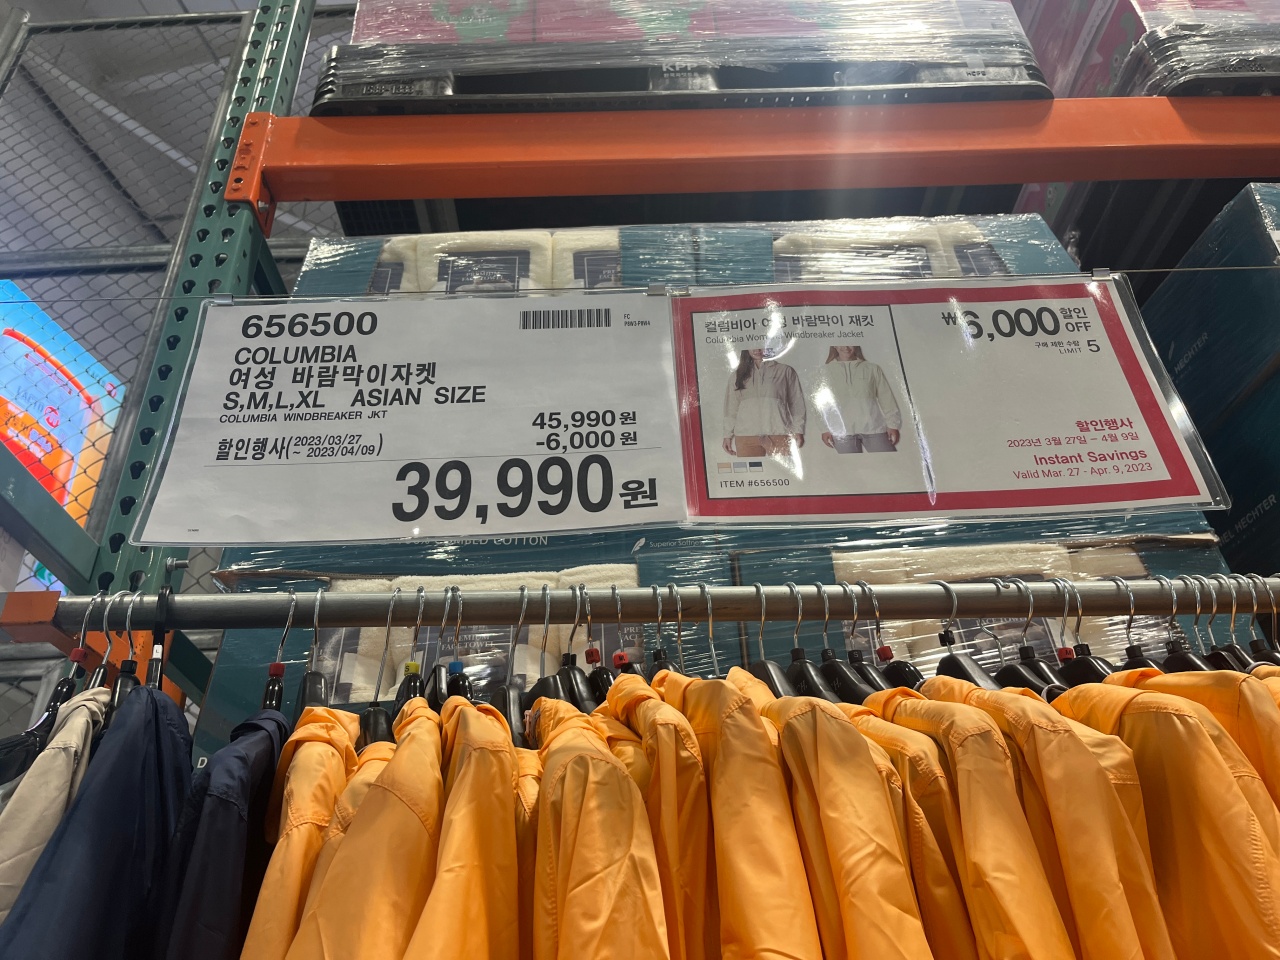 656500
COLUMBIA
여성 바람막이자켓
S,M,L,XL ASIAN SIZE
COLUMBIA WINDBREAKER JKT
45,990원
-6,000원
할인행사(2023/03/27
~ 2023/04/09)
39,990원
FC
컬럼비아 여성 바람막이 재킷
Columbia Women Windbreaker Jacket
ITEM #656500
₩6,000 할인
OFF
구매 제한 수량
LIMIT 5
할인행사
2023년 3월 27일 – 4월 9일
Instant Savings
Valid Mar. 27 - Apr. 9, 2023
COTTON
HECHTER
HECHTER